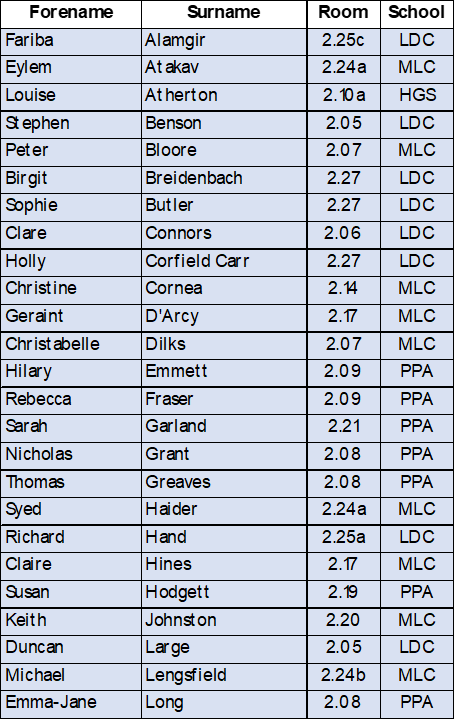 Forename Surname Room School
Fariba Alamgir 2.25c LDC
Eylem Atakav 2.24a MLC
Louise Atherton 2.10a HGS
Stephen Benson 2.05 LDC
Peter Bloore 2.07 MLC
Birgit Breidenbach 2.27 LDC
Sophie Butler 2.27 LDC
Clare Connors 2.06 LDC
Holly Corfield Carr 2.27 LDC
Christine Cornea 2.14 MLC
Geraint D'Arcy 2.17 MLC
Christabelle Dilks 2.07 MLC
Hilary Emmett 2.09 PPA
Rebecca Fraser 2.09 PPA
Sarah Garland 2.21 PPA
Nicholas Grant 2.08 PPA
Thomas Greaves 2.08 PPA
Syed Haider 2.24a MLC
Richard Hand 2.25a LDC
Claire Hines 2.17 MLC
Susan Hodgett 2.19 PPA
Keith Johnston 2.20 MLC
Duncan Large 2.05 LDC
Michael Lengsfield 2.24b MLC
Emma-Jane Long 2.08 PPA